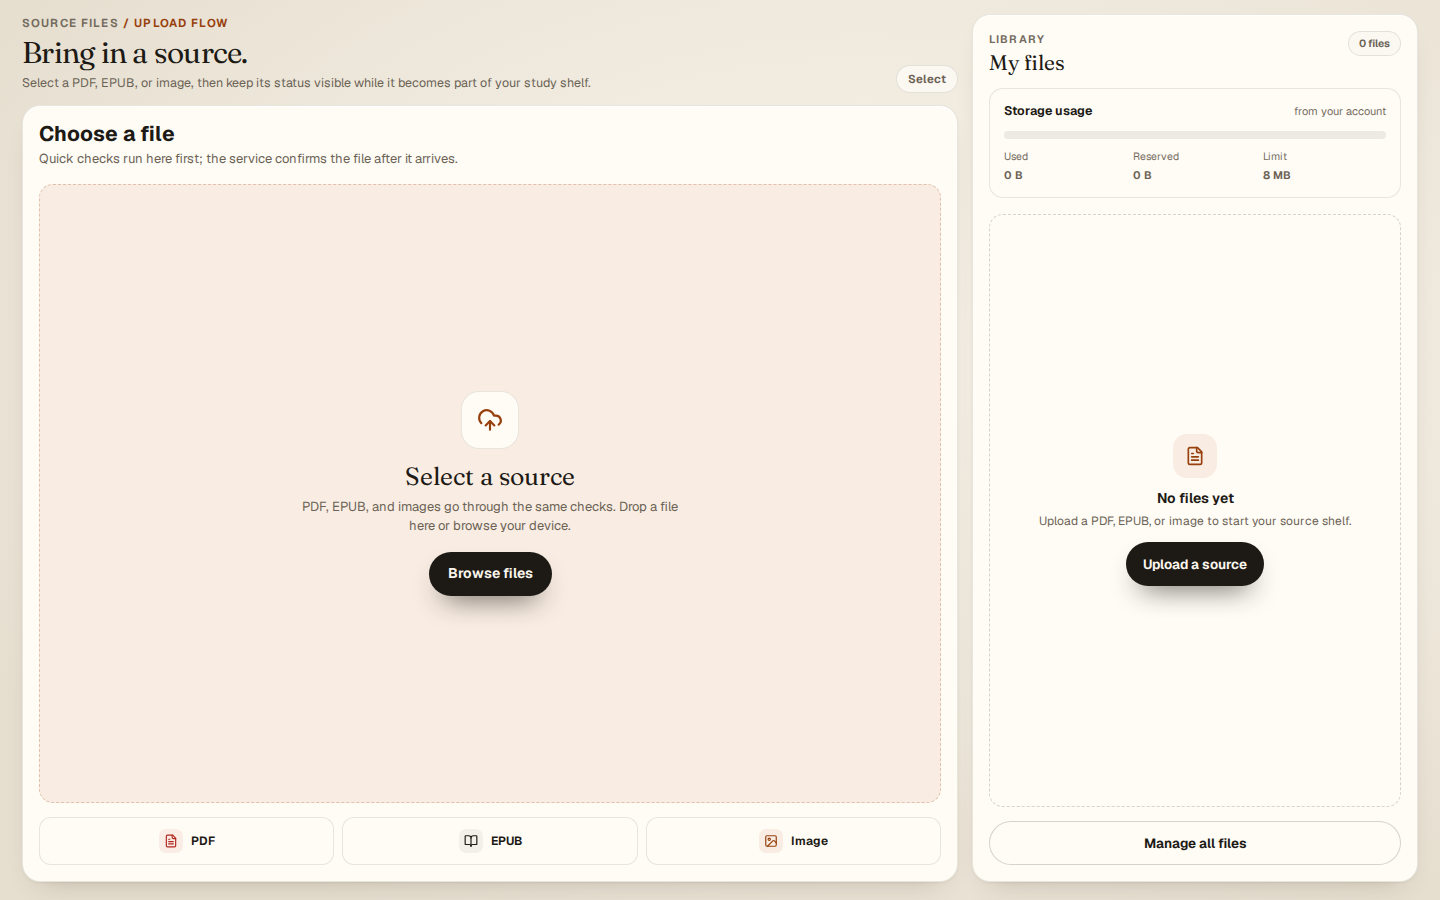 SOURCE FILES / UPLOAD FLOW
Bring in a source.
Select a PDF, EPUB, or image, then keep its status visible while it becomes part of your study shelf.
Select
Choose a file
Quick checks run here first; the service confirms the file after it arrives.
Select a source
PDF, EPUB, and images go through the same checks. Drop a file
here or browse your device.
Browse files
PDF
EPUB
Image
LIBRARY
My files
0 files
Storage usage
from your account
Used
Reserved
Limit
0 B
0 B
8 MB
No files yet
Upload a PDF, EPUB, or image to start your source shelf.
Upload a source
Manage all files